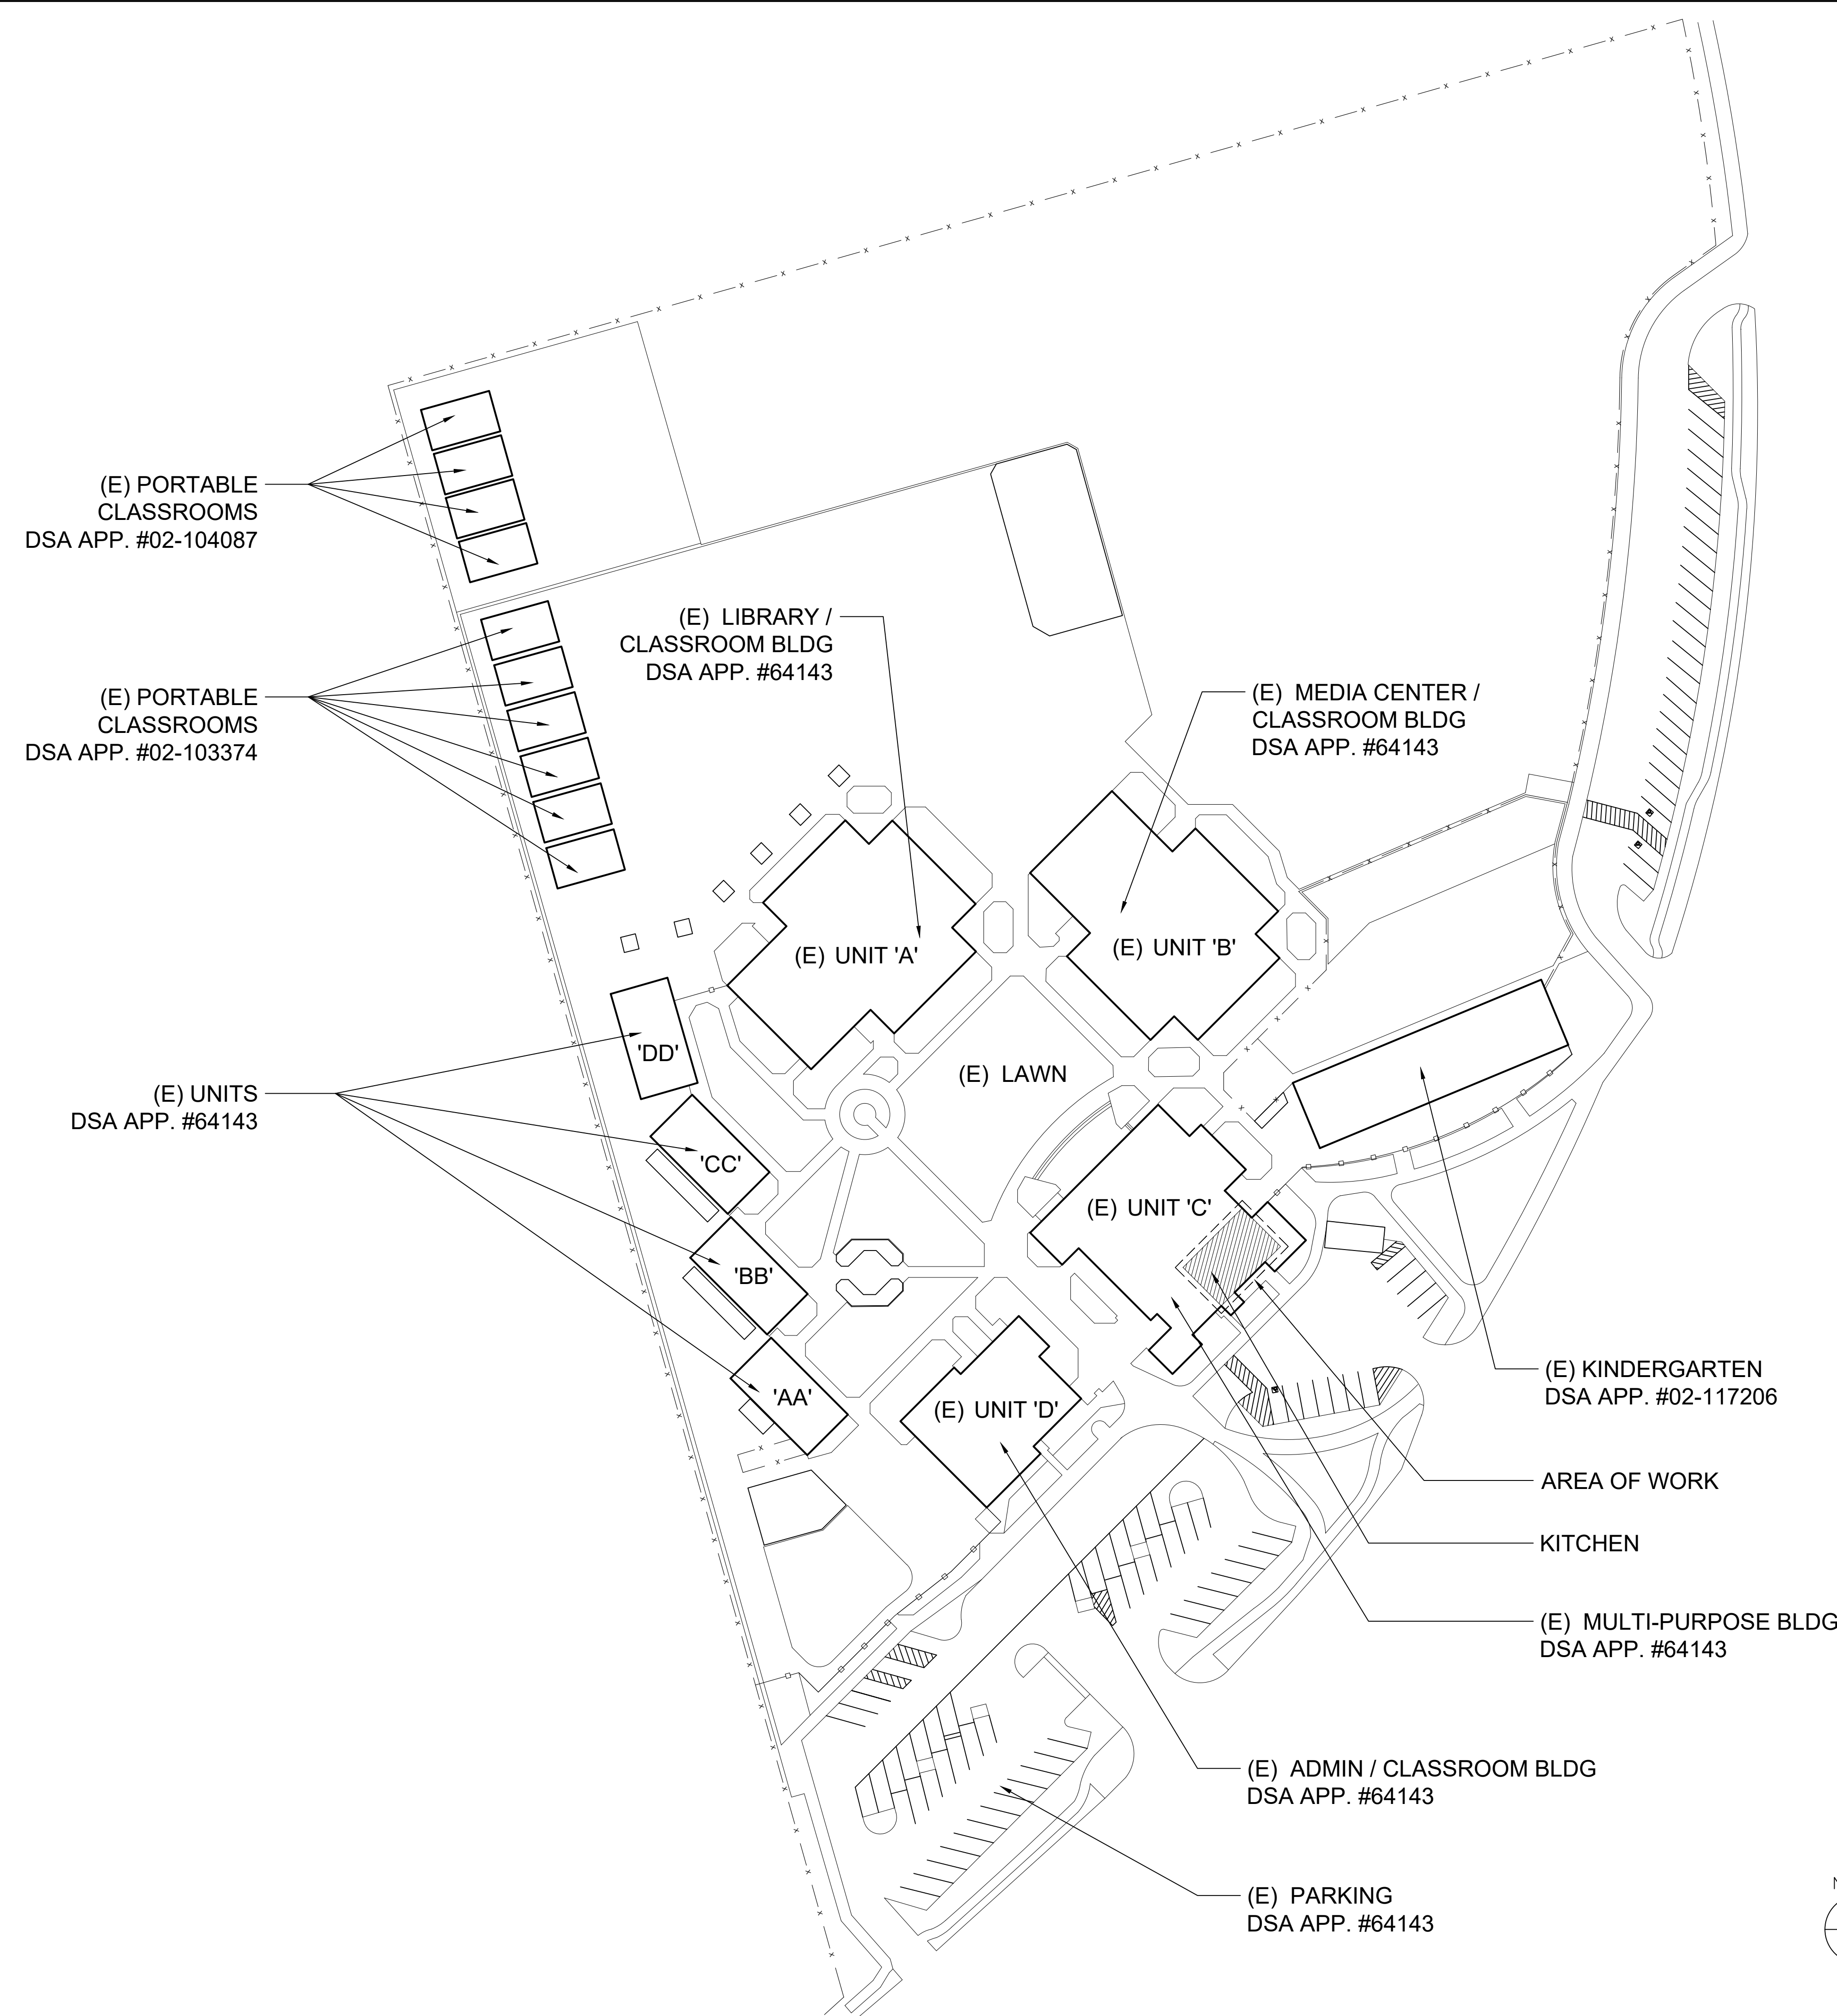 (E) PORTABLE
CLASSROOMS
DSA APP. #02-104087
(E) LIBRARY /
CLASSROOM BLDG
DSA APP. #64143
(E) PORTABLE
CLASSROOMS
DSA APP. #02-103374
(E) MEDIA CENTER /
CLASSROOM BLDG
DSA APP. #64143
(E) UNIT 'A'
(E) UNIT 'B'
'DD'
(E) LAWN
(E) UNITS
DSA APP. #64143
'CC'
(E) UNIT 'C'
'BB'
'AA'
(E) UNIT 'D'
(E) KINDERGARTEN
DSA APP. #02-117206
AREA OF WORK
KITCHEN
(E) MULTI-PURPOSE BLDG
DSA APP. #64143
(E) ADMIN / CLASSROOM BLDG
DSA APP. #64143
(E) PARKING
DSA APP. #64143